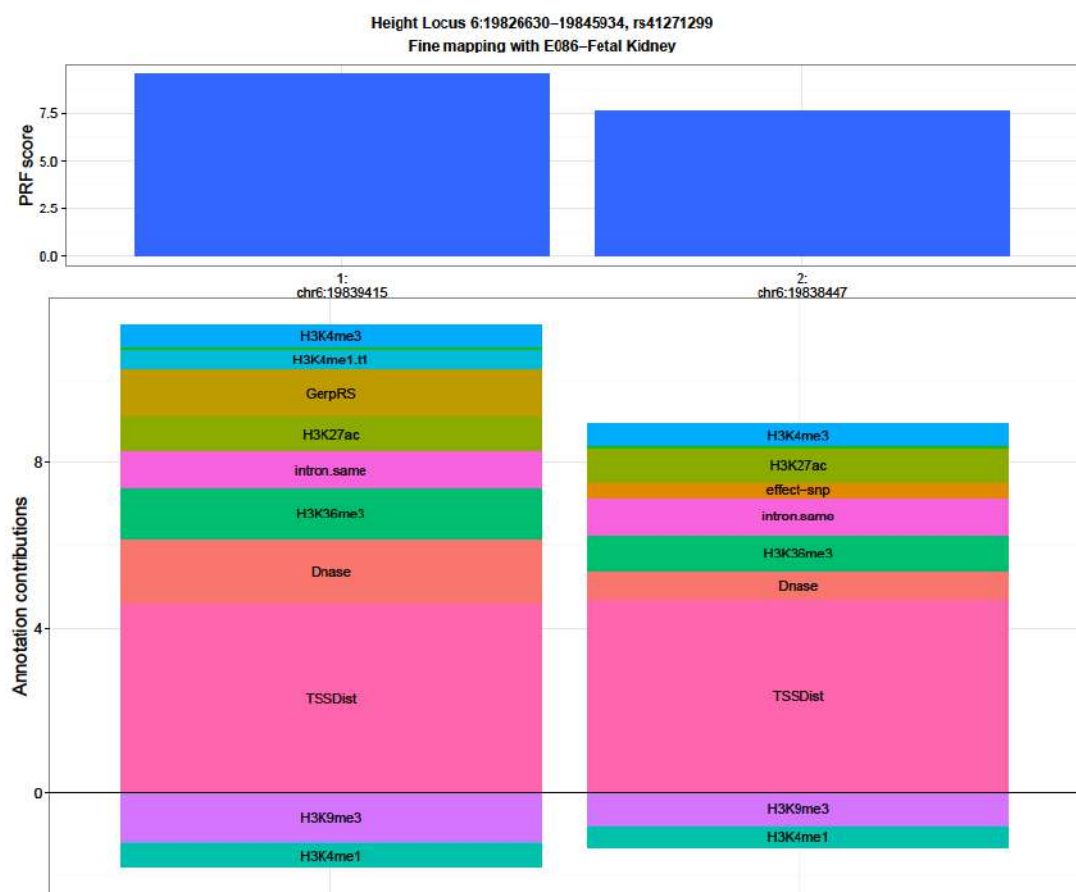 Height Locus 6:19826630–19845934, rs41271299
Fine mapping with E086–Fetal Kidney
PRF score
7.5
5.0
2.5
0.0
1:
chr6:19839415
2:
chr6:19838447
Annotation contributions
8
4
0
H3K4me3
H3K4me1.t1
GerpRS
H3K27ac
intron.same
H3K36me3
Dnase
TSSDist
H3K9me3
H3K4me1
H3K4me3
H3K27ac
effect–snp
intron.same
H3K36me3
Dnase
TSSDist
H3K9me3
H3K4me1